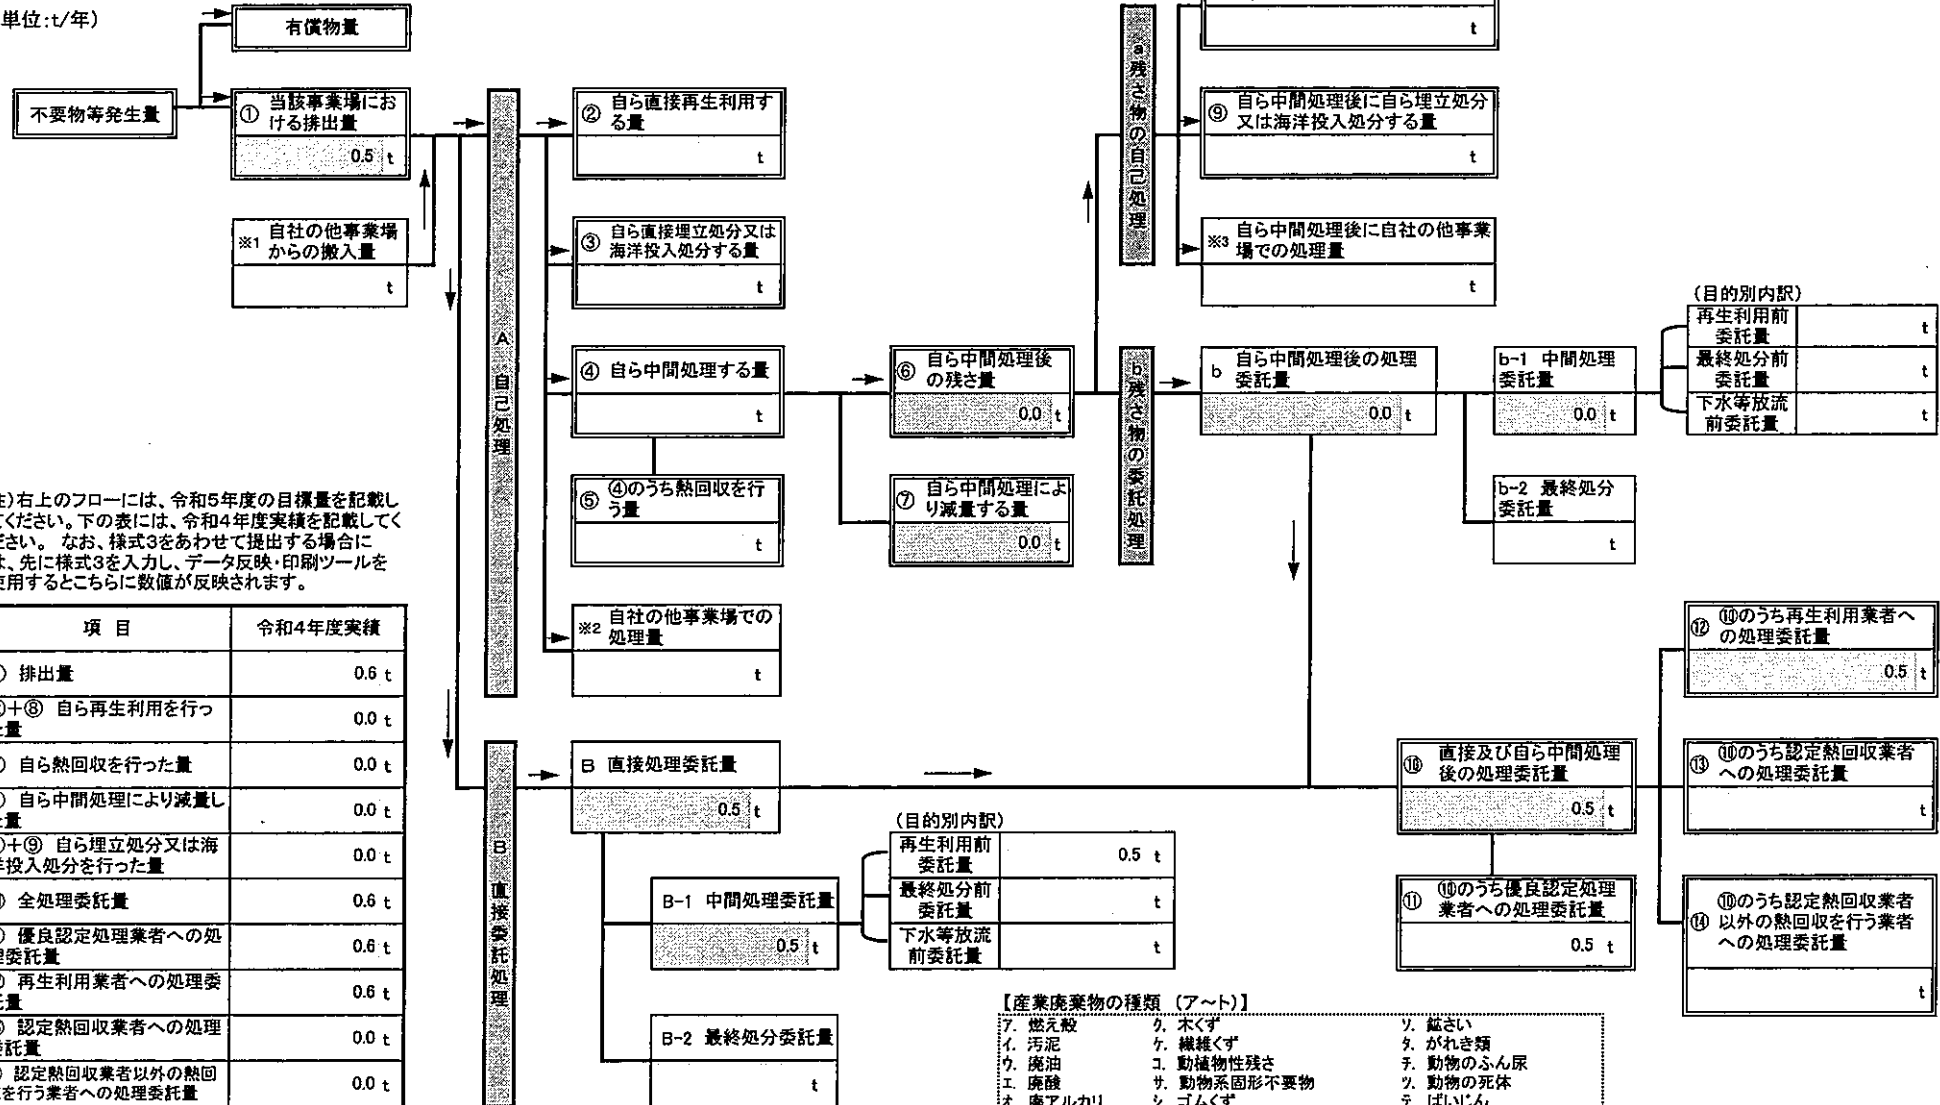 単位:t/年)
有償物量
不要物等発生量
① 当該事業場にお
ける排出量
0.5 t
※1 自社の他事業場
からの搬入量
t
A 自己処理
② 自ら直接再生利用す
る量
t
③ 自ら直接埋立処分又は
海洋投入処分する量
t
④ 自ら中間処理する量
t
⑤ ④のうち熱回収を行
う量
t
※2 自社の他事業場での
処理量
t
⑥ 自ら中間処理後
の残さ量
0.0 t
⑦ 自ら中間処理によ
り減量する量
0.0 t
a 残さ物の自己処理
t
⑨ 自ら中間処理後に自ら埋立処分
又は海洋投入処分する量
t
※3 自ら中間処理後に自社の他事業
場での処理量
t
b 残さ物の委託処理
b 自ら中間処理後の処理
委託量
0.0 t
b-1 中間処理
委託量
0.0 t
(目的別内訳)
再生利用前
委託量
t
最終処分前
委託量
t
下水等放流
前委託量
t
b-2 最終処分
委託量
t
)右上のフローには、令和5年度の目標量を記載し
ください。下の表には、令和4年度実績を記載してく
さい。 なお、様式3をあわせて提出する場合に
、先に様式3を入力し、データ反映・印刷ツールを
用するとこちらに数値が反映されます。
項 目 令和4年度実績
) 排出量 0.6 t
)+⑧ 自ら再生利用を行っ
量 0.0 t
) 自ら熱回収を行った量 0.0 t
) 自ら中間処理により減量し
量 0.0 t
)+⑨ 自ら埋立処分又は海
投入処分を行った量 0.0 t
) 全処理委託量 0.6 t
) 優良認定処理業者への処
委託量 0.6 t
) 再生利用業者への処理委
量 0.6 t
) 認定熱回収業者への処理
託量 0.0 t
) 認定熱回収業者以外の熱回
を行う業者への処理委託量 0.0 t
B 直接委託処理
B 直接処理委託量
0.5 t
B-1 中間処理委託量
0.5 t
(目的別内訳)
再生利用前
委託量
0.5 t
最終処分前
委託量
t
下水等放流
前委託量
t
B-2 最終処分委託量
t
⑩ 直接及び自ら中間処理
後の処理委託量
0.5 t
⑪ ⑩のうち優良認定処理
業者への処理委託量
0.5 t
⑫ ⑩のうち再生利用業者へ
の処理委託量
0.5 t
⑬ ⑩のうち認定熱回収業者
への処理委託量
t
⑭ ⑩のうち認定熱回収業者
以外の熱回収を行う業者
への処理委託量
t
【産業廃棄物の種類 (ア~ト)】
ア. 燃え殻 ク. 木くず ソ. 鉱さい
イ. 汚泥 ケ. 繊維くず タ. がれき類
ウ. 廃油 コ. 動植物性残さ チ. 動物のふん尿
エ. 廃酸 サ. 動物系固形不要物 ツ. 動物の死体
オ. 廃アルカリ シ. ゴムくず テ. ばいじん